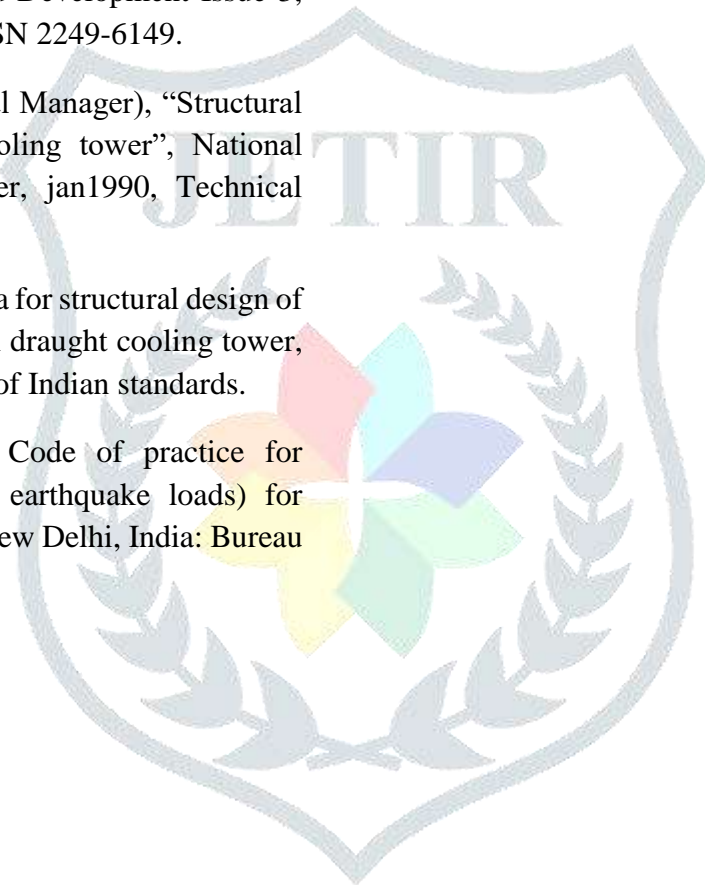 Development Issue 3,
SN 2249-6149.
l Manager), “Structural
oling tower”, National
er, jan1990, Technical
a for structural design of
draught cooling tower,
of Indian standards.
Code of practice for
earthquake loads) for
ew Delhi, India: Bureau
JETIR